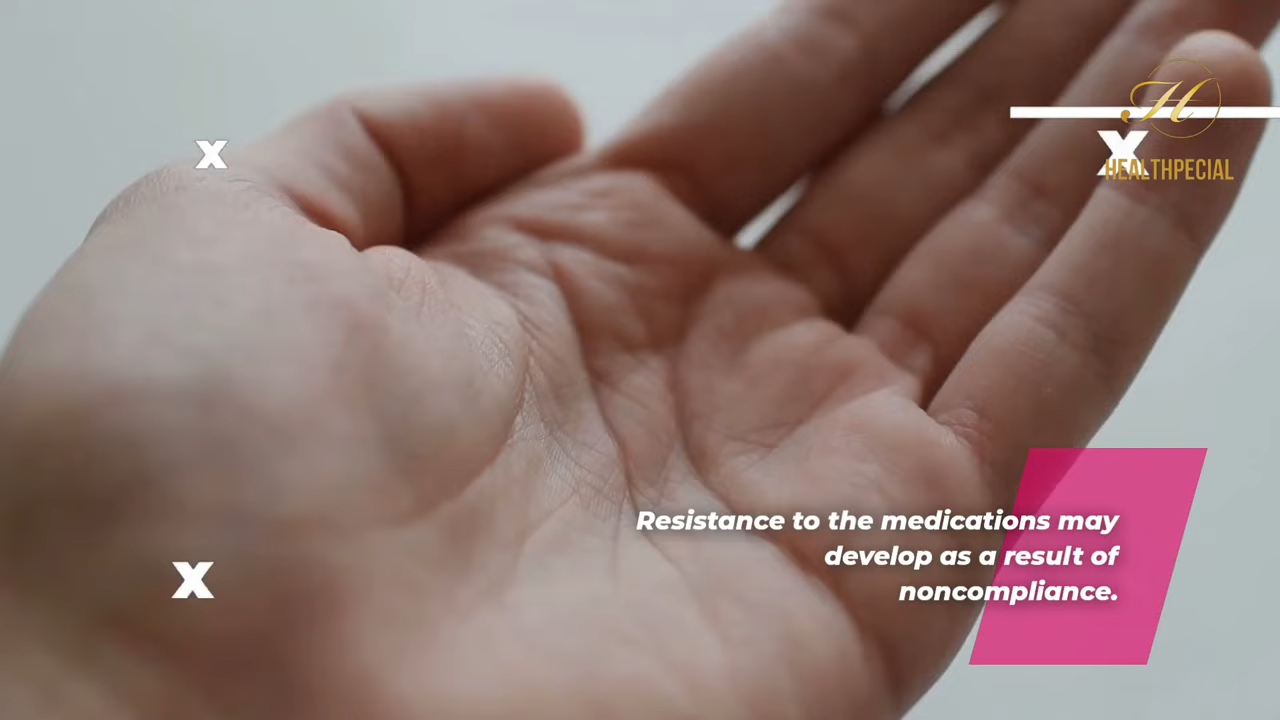 H
HEALTHPECIAL
Resistance to the medications may
develop as a result of
noncompliance.